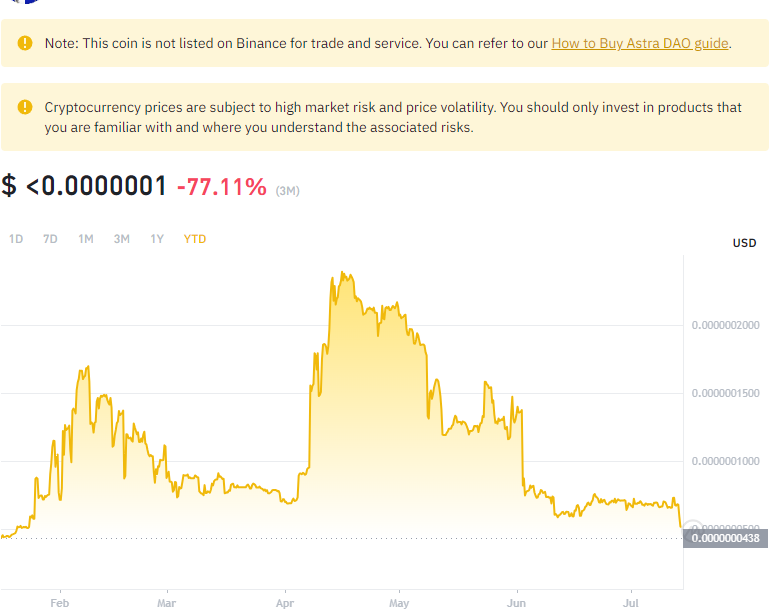 Note: This coin is not listed on Binance for trade and service. You can refer to our How to Buy Astra DAO guide.
Cryptocurrency prices are subject to high market risk and price volatility. You should only invest in products that
you are familiar with and where you understand the associated risks.
$ <0.0000001 -77.11% (3M)
1D 7D 1M 3M 1Y YTD
USD
0.0000002000
0.0000001500
0.0000001000
0.0000000500
0.0000000438
Feb Mar Apr May Jun Jul